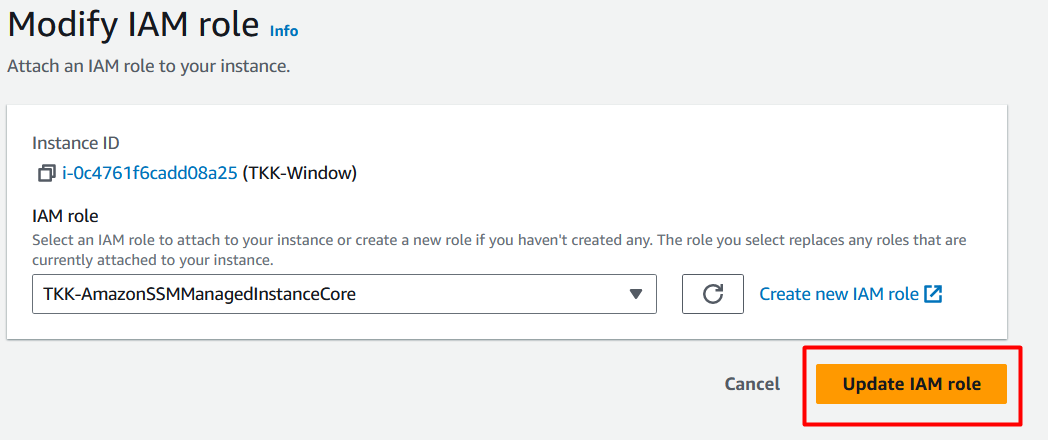 Modify IAM role Info
Attach an IAM role to your instance.
Instance ID
i-0c4761f6cadd08a25 (TKK-Window)
IAM role
Select an IAM role to attach to your instance or create a new role if you haven't created any. The role you select replaces any roles that are
currently attached to your instance.
TKK-AmazonSSMManagedInstanceCore
Create new IAM role
Cancel
Update IAM role